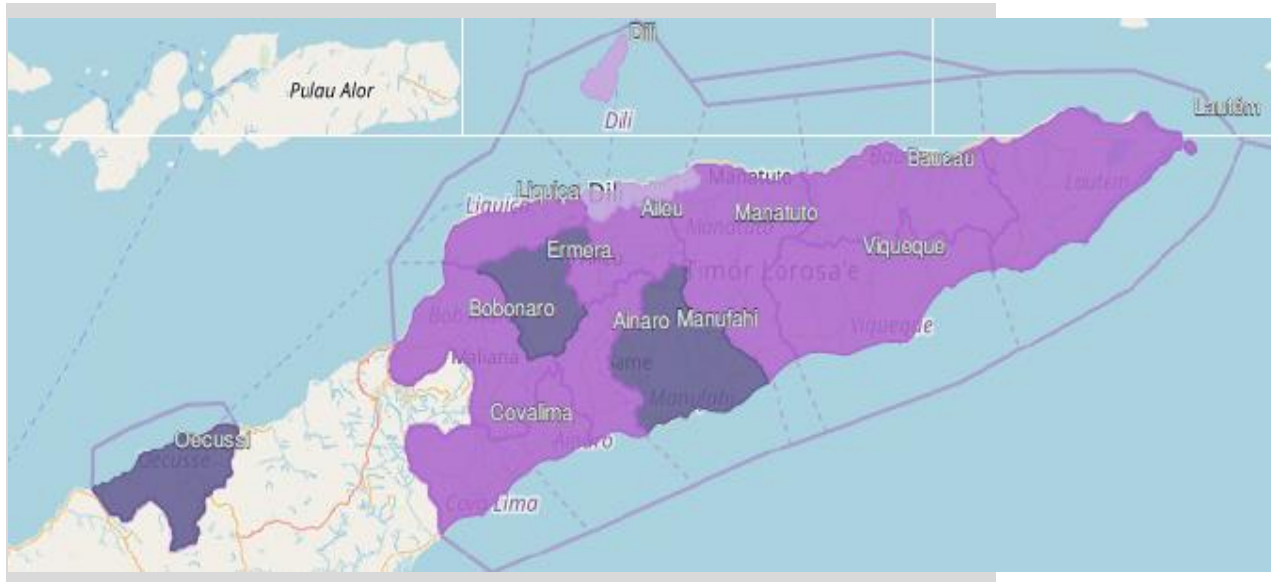 Dili
Pulau Alor
Lautém
Dili
Baucau
Lautém
Manatuto
Liquiça
Dili
Liquiça
Aileu
Manatuto
Manatuto
Ermera
Viqueque
Timor Lorosa'e
Bobonaro
Ainaro
Manufahi
Viqueque
Maliana
Same
Manufahi
Covalima
Ainaro
Oecussi
Oecusse
Cova Lima